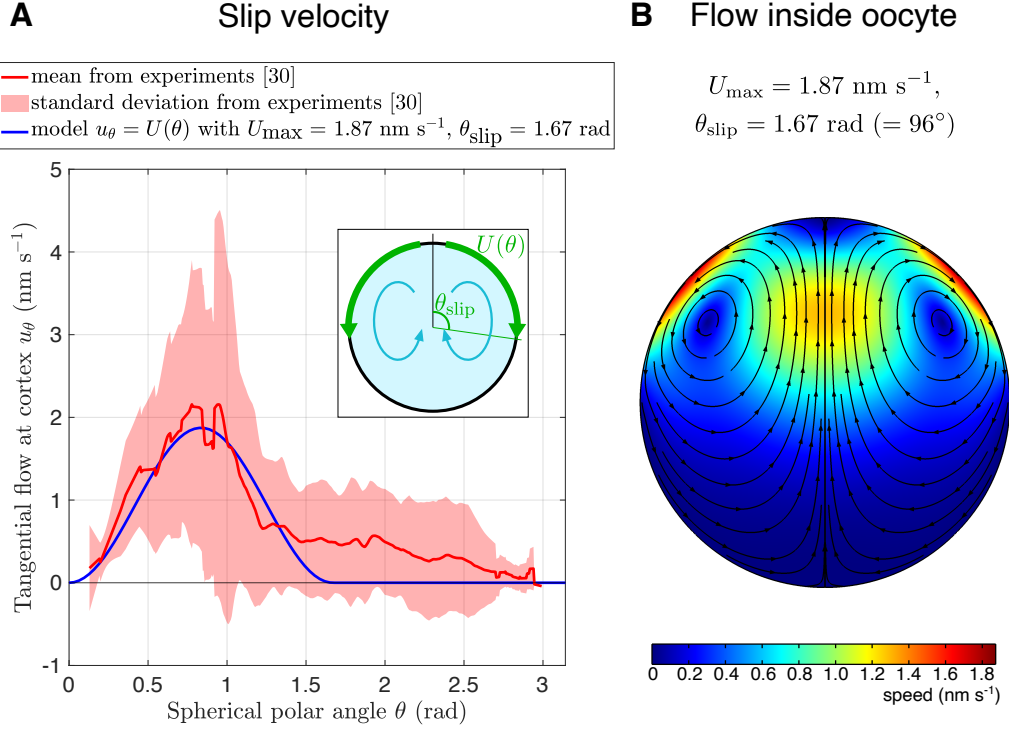 A Slip velocity
mean from experiments [30]
standard deviation from experiments [30]
model u_θ = U(θ) with U_max = 1.87 nm s⁻¹, θ_slip = 1.67 rad
Tangential flow at cortex u_θ (nm s⁻¹)
5
4
3
2
1
0
-1
0 0.5 1 1.5 2 2.5 3
Spherical polar angle θ (rad)
U(θ)
θ_slip
B Flow inside oocyte
U_max = 1.87 nm s⁻¹,
θ_slip = 1.67 rad (= 96°)
0 0.2 0.4 0.6 0.8 1.0 1.2 1.4 1.6 1.8
speed (nm s⁻¹)